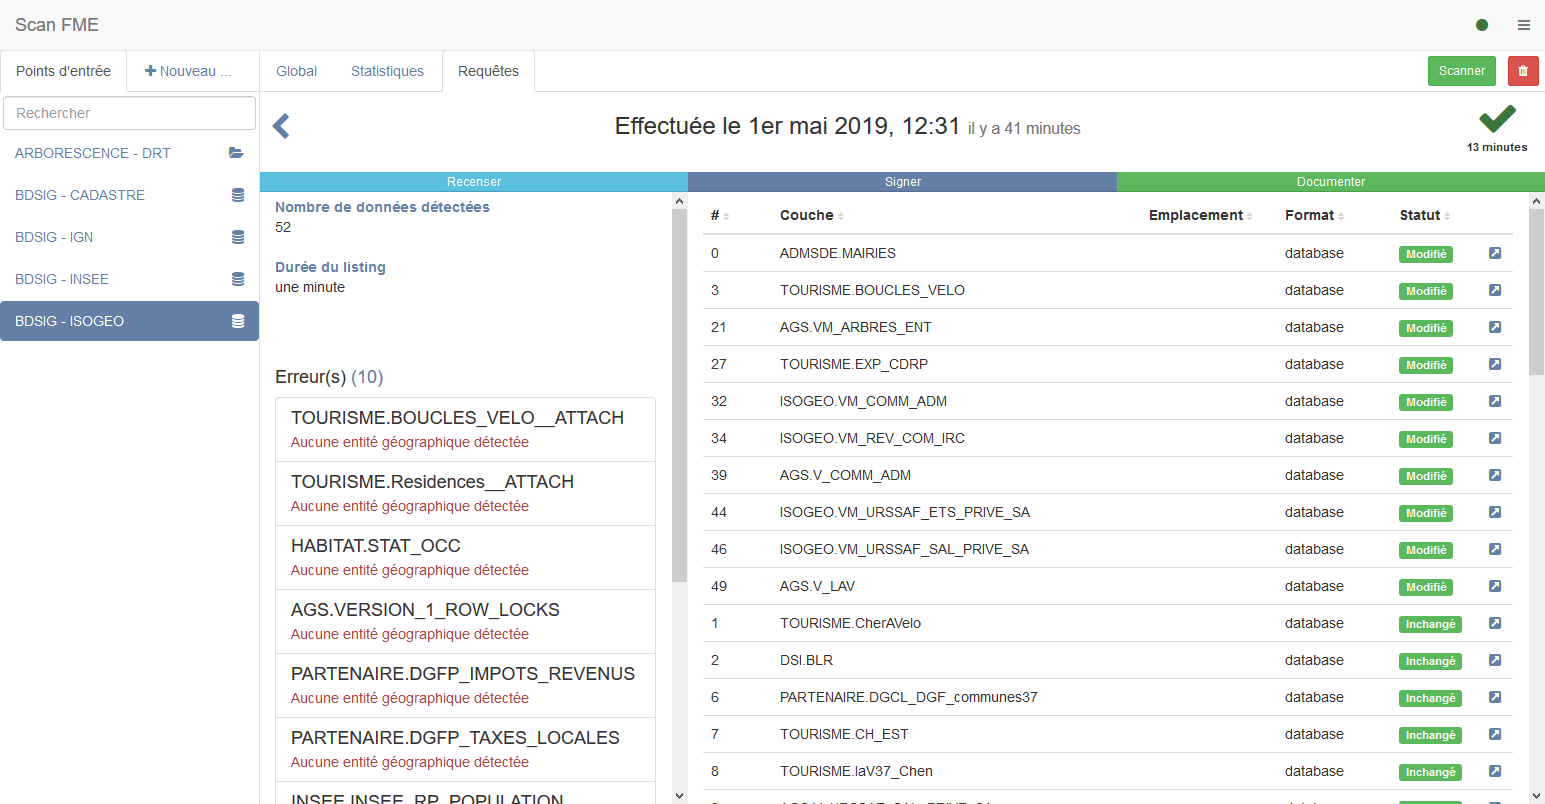 Scan FME
Points d'entrée
Nouveau ...
Global
Statistiques
Requêtes
Scanner
Rechercher
ARBORESCENCE - DRT
BDSIG - CADASTRE
BDSIG - IGN
BDSIG - INSEE
BDSIG - ISOGEO
Effectuée le 1er mai 2019, 12:31 il y a 41 minutes
13 minutes
Recenser
Signer
Documenter
Nombre de données détectées
52
Durée du listing
une minute
Erreur(s) (10)
TOURISME.BOUCLES_VELO__ATTACH
Aucune entité géographique détectée
TOURISME.Residences__ATTACH
Aucune entité géographique détectée
HABITAT.STAT_OCC
Aucune entité géographique détectée
AGS.VERSION_1_ROW_LOCKS
Aucune entité géographique détectée
PARTENAIRE.DGFP_IMPOTS_REVENUS
Aucune entité géographique détectée
PARTENAIRE.DGFP_TAXES_LOCALES
Aucune entité géographique détectée
INSEE.INSEE_RP_POPULATION
# Couche Emplacement Format Statut
0 ADMSDE.MAIRIES database Modifié
3 TOURISME.BOUCLES_VELO database Modifié
21 AGS.VM_ARBRES_ENT database Modifié
27 TOURISME.EXP_CDRP database Modifié
32 ISOGEO.VM_COMM_ADM database Modifié
34 ISOGEO.VM_REV_COM_IRC database Modifié
39 AGS.V_COMM_ADM database Modifié
44 ISOGEO.VM_URSSAF_ETS_PRIVE_SA database Modifié
46 ISOGEO.VM_URSSAF_SAL_PRIVE_SA database Modifié
49 AGS.V_LAV database Modifié
1 TOURISME.CherAVelo database Inchangé
2 DSI.BLR database Inchangé
6 PARTENAIRE.DGCL_DGF_communes37 database Inchangé
7 TOURISME.CH_EST database Inchangé
8 TOURISME.laV37_Chen database Inchangé